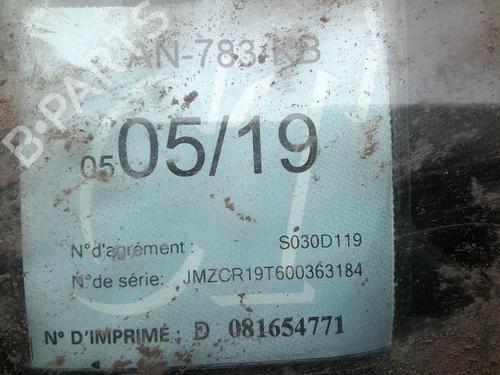 AN-783-KB
05 05/19
N°d'agrément : S030D119
N°de série: JMZCR19T600363184
N° D'IMPRIMÉ : D 081654771
B-PARTS